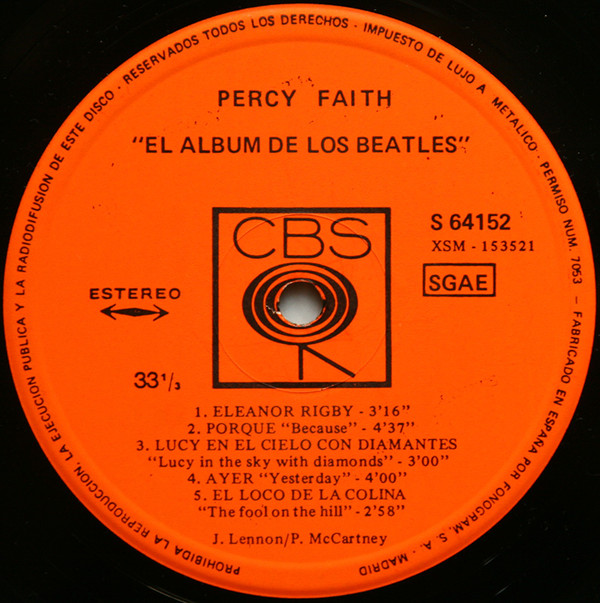 PROHIBIDA LA REPRODUCCION, LA EJECUCION PUBLICA Y LA RADIODIFUSION DE ESTE DISCO · RESERVADOS TODOS LOS DERECHOS · IMPUESTO DE LUJO A METALICO · PERMISO NUM. 7053 – FABRICADO EN ESPAÑA POR FONOGRAM, S. A. - MADRID
PERCY FAITH
"EL ALBUM DE LOS BEATLES"
CBS
S 64152
XSM - 153521
SGAE
ESTEREO
33 1/3
1. ELEANOR RIGBY - 3'16"
2. PORQUE "Because" - 4'37"
3. LUCY EN EL CIELO CON DIAMANTES
"Lucy in the sky with diamonds" - 3'00"
4. AYER "Yesterday" - 4'00"
5. EL LOCO DE LA COLINA
"The fool on the hill" - 2'58"
J. Lennon/P. McCartney